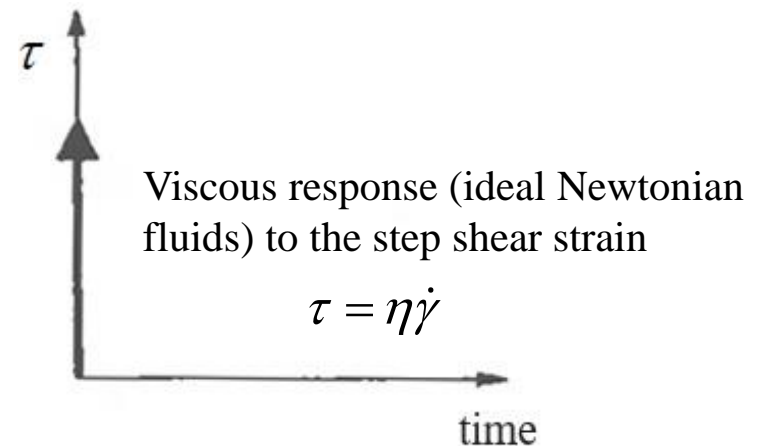 τ
Viscous response (ideal Newtonian
fluids) to the step shear strain
τ = ηγ̇
time